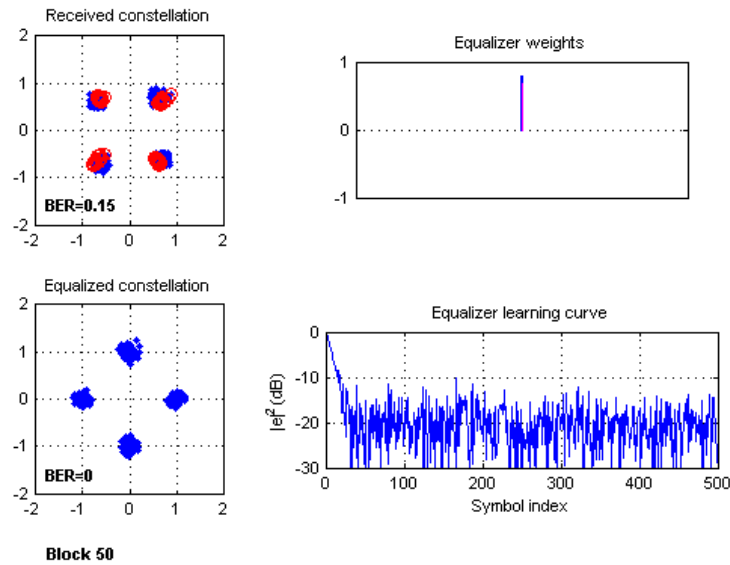 Received constellation
2
1
0
-1
-2
BER=0.15
-2 -1 0 1 2
Equalizer weights
1
0
-1
Equalized constellation
2
1
0
-1
-2
BER=0
-2 -1 0 1 2
Equalizer learning curve
0
-10
-20
-30
|e|² (dB)
0 100 200 300 400 500
Symbol index
Block 50